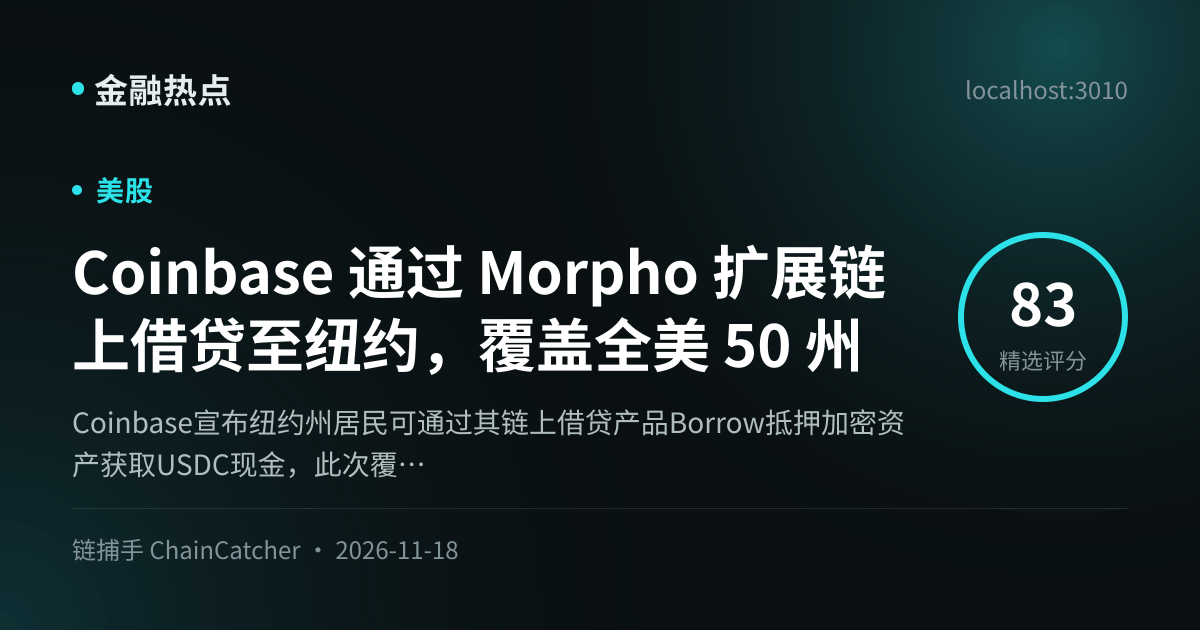 金融热点
localhost:3010
美股
Coinbase 通过 Morpho 扩展链
上借贷至纽约，覆盖全美 50 州
83
精选评分
Coinbase宣布纽约州居民可通过其链上借贷产品Borrow抵押加密资
产获取USDC现金，此次覆…
链捕手 ChainCatcher · 2026-11-18